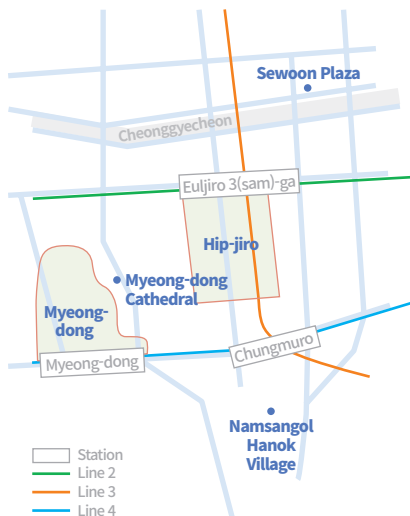 Sewoon Plaza
Cheonggyecheon
Euljiro 3(sam)-ga
Hip-jiro
Myeong-dong
Cathedral
Myeong-
dong
Myeong-dong
Chungmuro
Namsangol
Hanok
Village
Station
Line 2
Line 3
Line 4